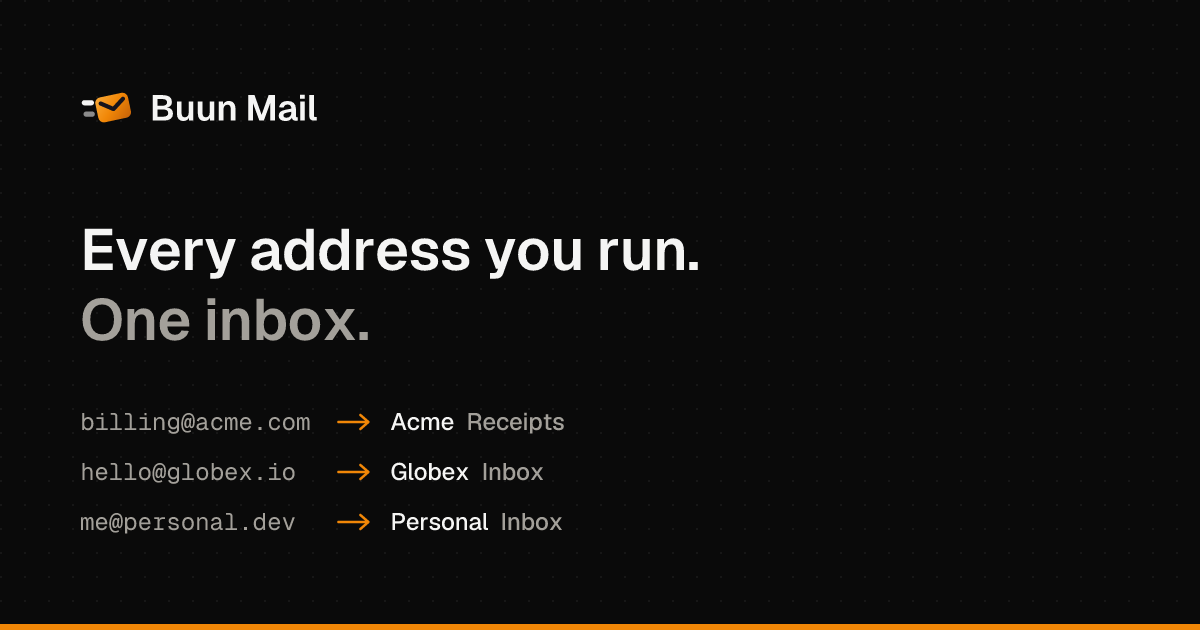 Buun Mail
Every address you run.
One inbox.
billing@acme.com → Acme Receipts
hello@globex.io → Globex Inbox
me@personal.dev → Personal Inbox